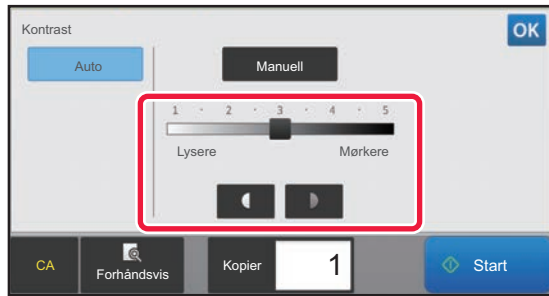 Kontrast
OK
Auto
Manuell
1 · 2 · 3 · 4 · 5
Lysere Mørkere
CA
Forhåndsvis
Kopier
1
Start